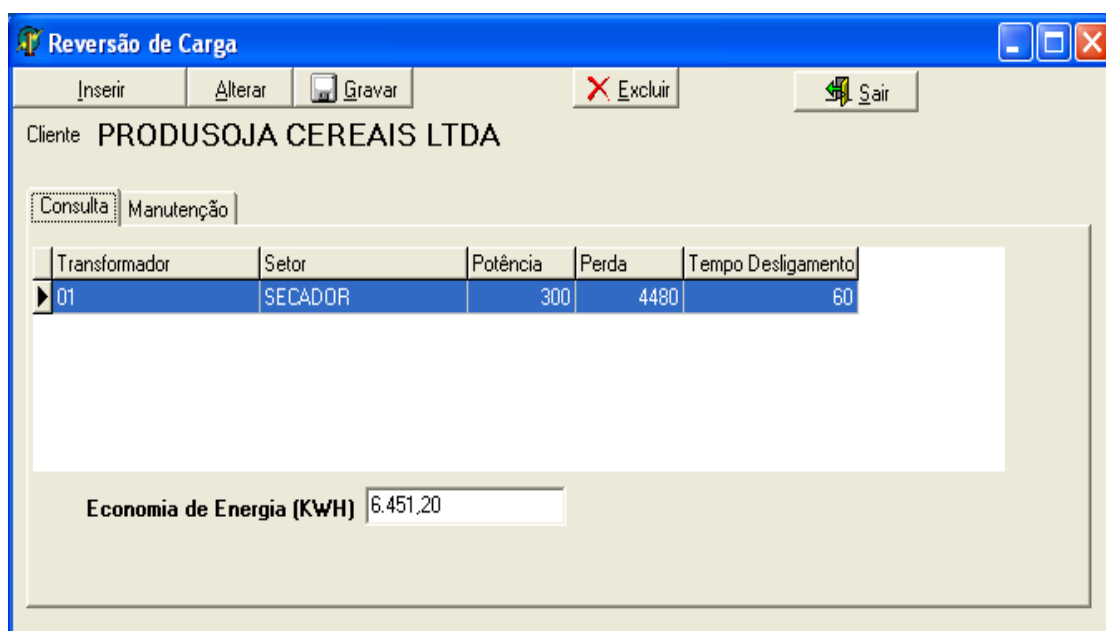 Reversão de Carga
Inserir Alterar Gravar Excluir Sair
Cliente PRODUSOJA CEREAIS LTDA
Consulta Manutenção
Transformador Setor Potência Perda Tempo Desligamento
01 SECADOR 300 4480 60
Economia de Energia (KWH) 6.451,20